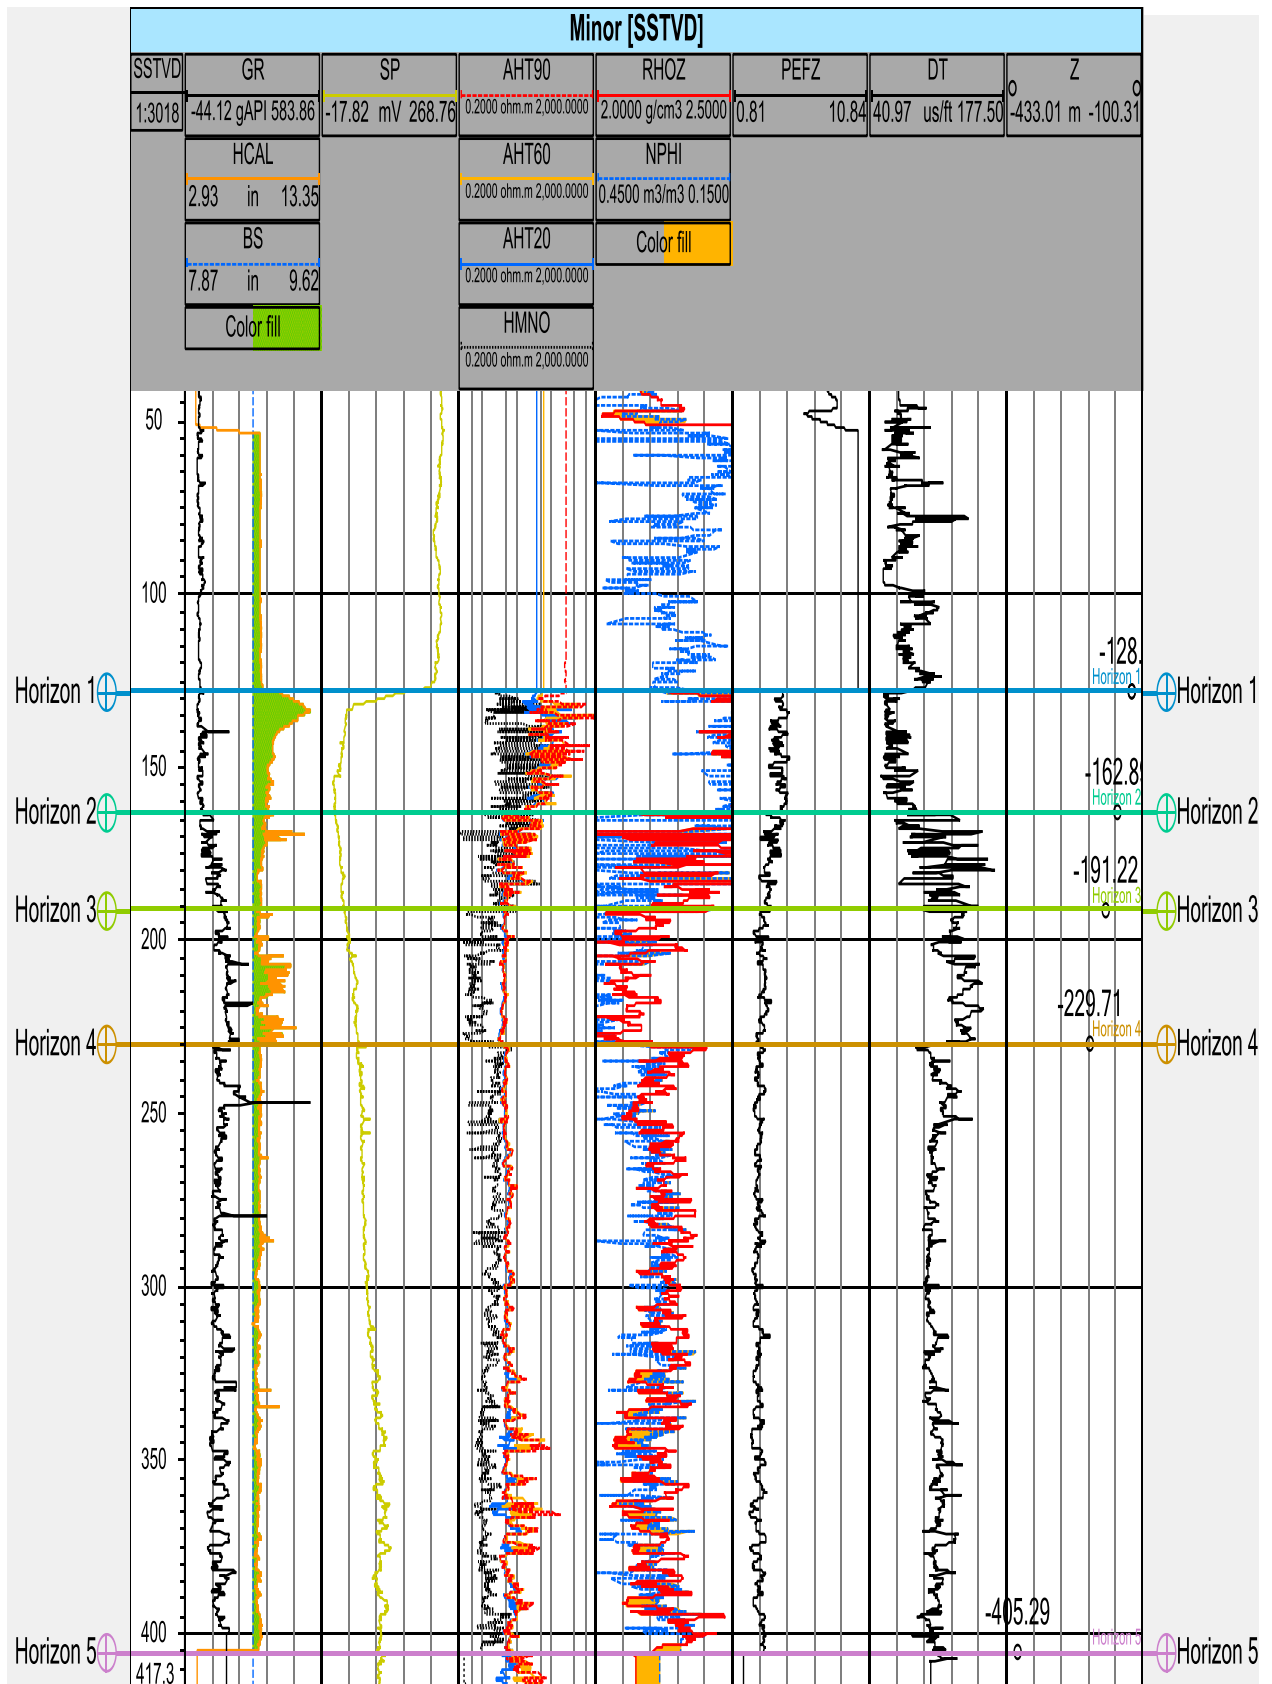 Minor [SSTVD]
SSTVD GR SP AHT90 RHOZ PEFZ DT Z
1:3018 -44.12 gAPI 583.86 -17.82 mV 268.76 0.2000 ohm.m 2,000.0000 2.0000 g/cm3 2.5000 0.81 10.84 40.97 us/ft 177.50 -433.01 m -100.31
HCAL AHT60 NPHI
2.93 in 13.35 0.2000 ohm.m 2,000.0000 0.4500 m3/m3 0.1500
BS AHT20 Color fill
7.87 in 9.62 0.2000 ohm.m 2,000.0000
Color fill HMNO
0.2000 ohm.m 2,000.0000
50
100
-128.
Horizon 1 Horizon 1 Horizon 1
150
-162.89
Horizon 2 Horizon 2 Horizon 2
-191.22
Horizon 3 Horizon 3 Horizon 3
200
-229.71
Horizon 4 Horizon 4 Horizon 4
250
300
350
400
-405.29
Horizon 5 Horizon 5 Horizon 5
417.3